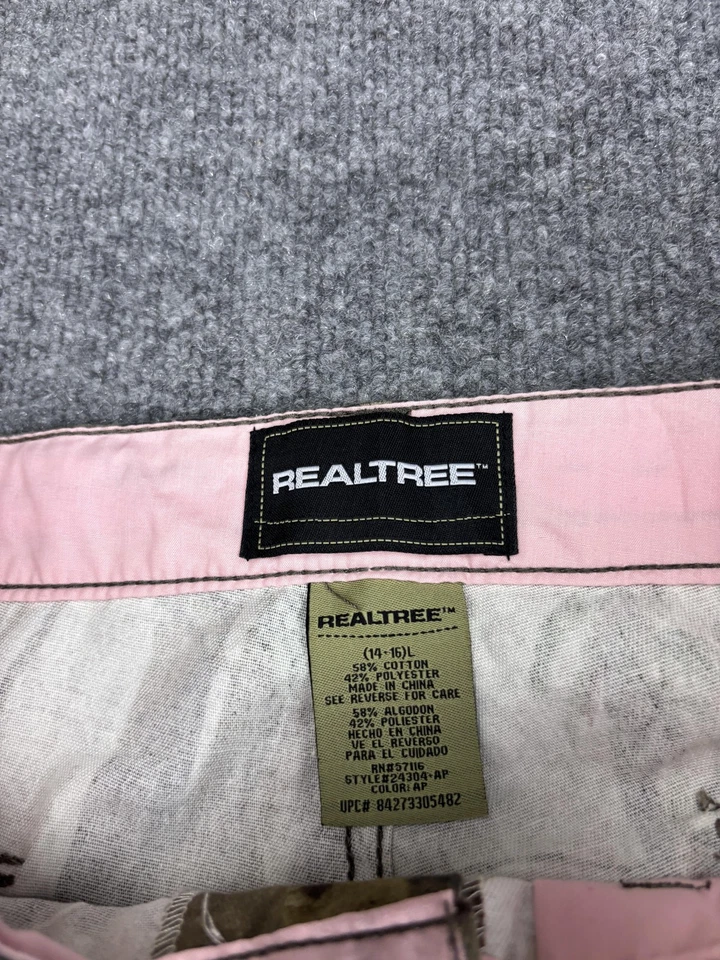 REALTREE™
REALTREE™
(14-16)L
58% COTTON
42% POLYESTER
MADE IN CHINA
SEE REVERSE FOR CARE
58% ALGODON
42% POLIESTER
HECHO EN CHINA
VE EL REVERSO
PARA EL CUIDADO
RN#57116
STYLE#24304-AP
COLOR: AP
UPC# 84273305482